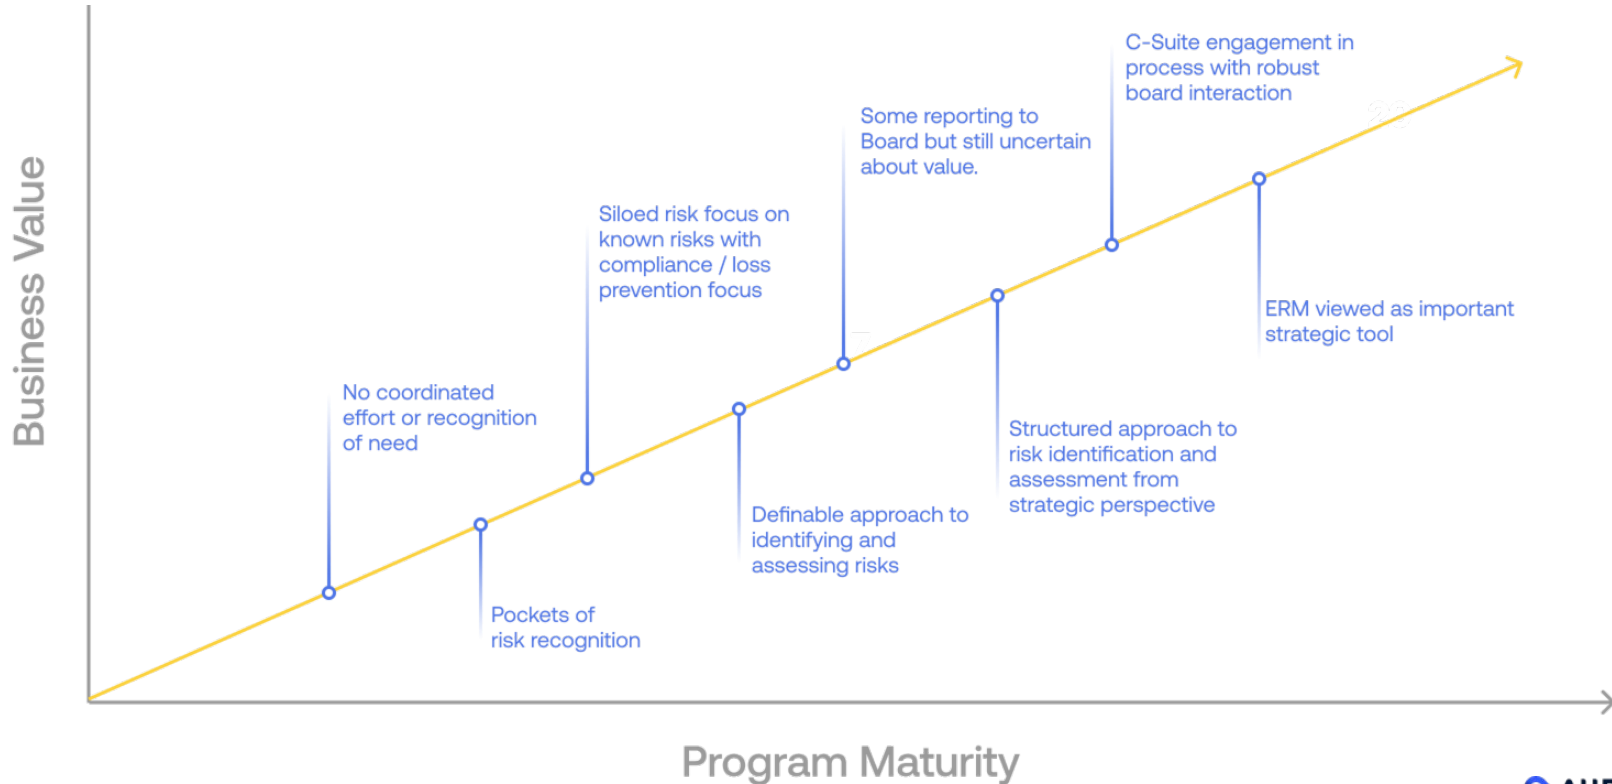 C-Suite engagement in
process with robust
board interaction
Some reporting to
Board but still uncertain
about value.
Siloed risk focus on
known risks with
compliance / loss
prevention focus
ERM viewed as important
strategic tool
No coordinated
effort or recognition
of need
Structured approach to
risk identification and
assessment from
strategic perspective
Definable approach to
identifying and
assessing risks
Pockets of
risk recognition
Business Value
Program Maturity